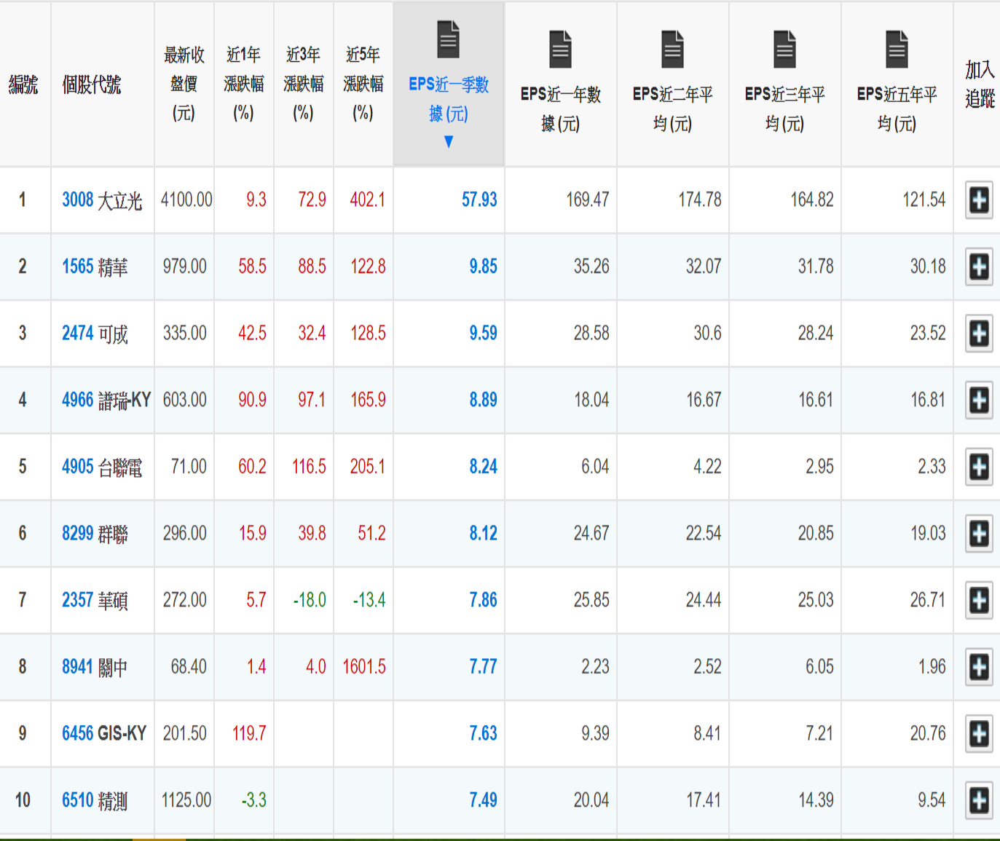 編號
個股代號
最新收
盤價
(元)
近1年
漲跌幅
(%)
近3年
漲跌幅
(%)
近5年
漲跌幅
(%)
EPS近一季數
據 (元)
▼
EPS近一年數
據 (元)
EPS近二年平
均 (元)
EPS近三年平
均 (元)
EPS近五年平
均 (元)
加入
追蹤
1 3008 大立光 4100.00 9.3 72.9 402.1 57.93 169.47 174.78 164.82 121.54
2 1565 精華 979.00 58.5 88.5 122.8 9.85 35.26 32.07 31.78 30.18
3 2474 可成 335.00 42.5 32.4 128.5 9.59 28.58 30.6 28.24 23.52
4 4966 譜瑞-KY 603.00 90.9 97.1 165.9 8.89 18.04 16.67 16.61 16.81
5 4905 台聯電 71.00 60.2 116.5 205.1 8.24 6.04 4.22 2.95 2.33
6 8299 群聯 296.00 15.9 39.8 51.2 8.12 24.67 22.54 20.85 19.03
7 2357 華碩 272.00 5.7 -18.0 -13.4 7.86 25.85 24.44 25.03 26.71
8 8941 關中 68.40 1.4 4.0 1601.5 7.77 2.23 2.52 6.05 1.96
9 6456 GIS-KY 201.50 119.7 7.63 9.39 8.41 7.21 20.76
10 6510 精測 1125.00 -3.3 7.49 20.04 17.41 14.39 9.54